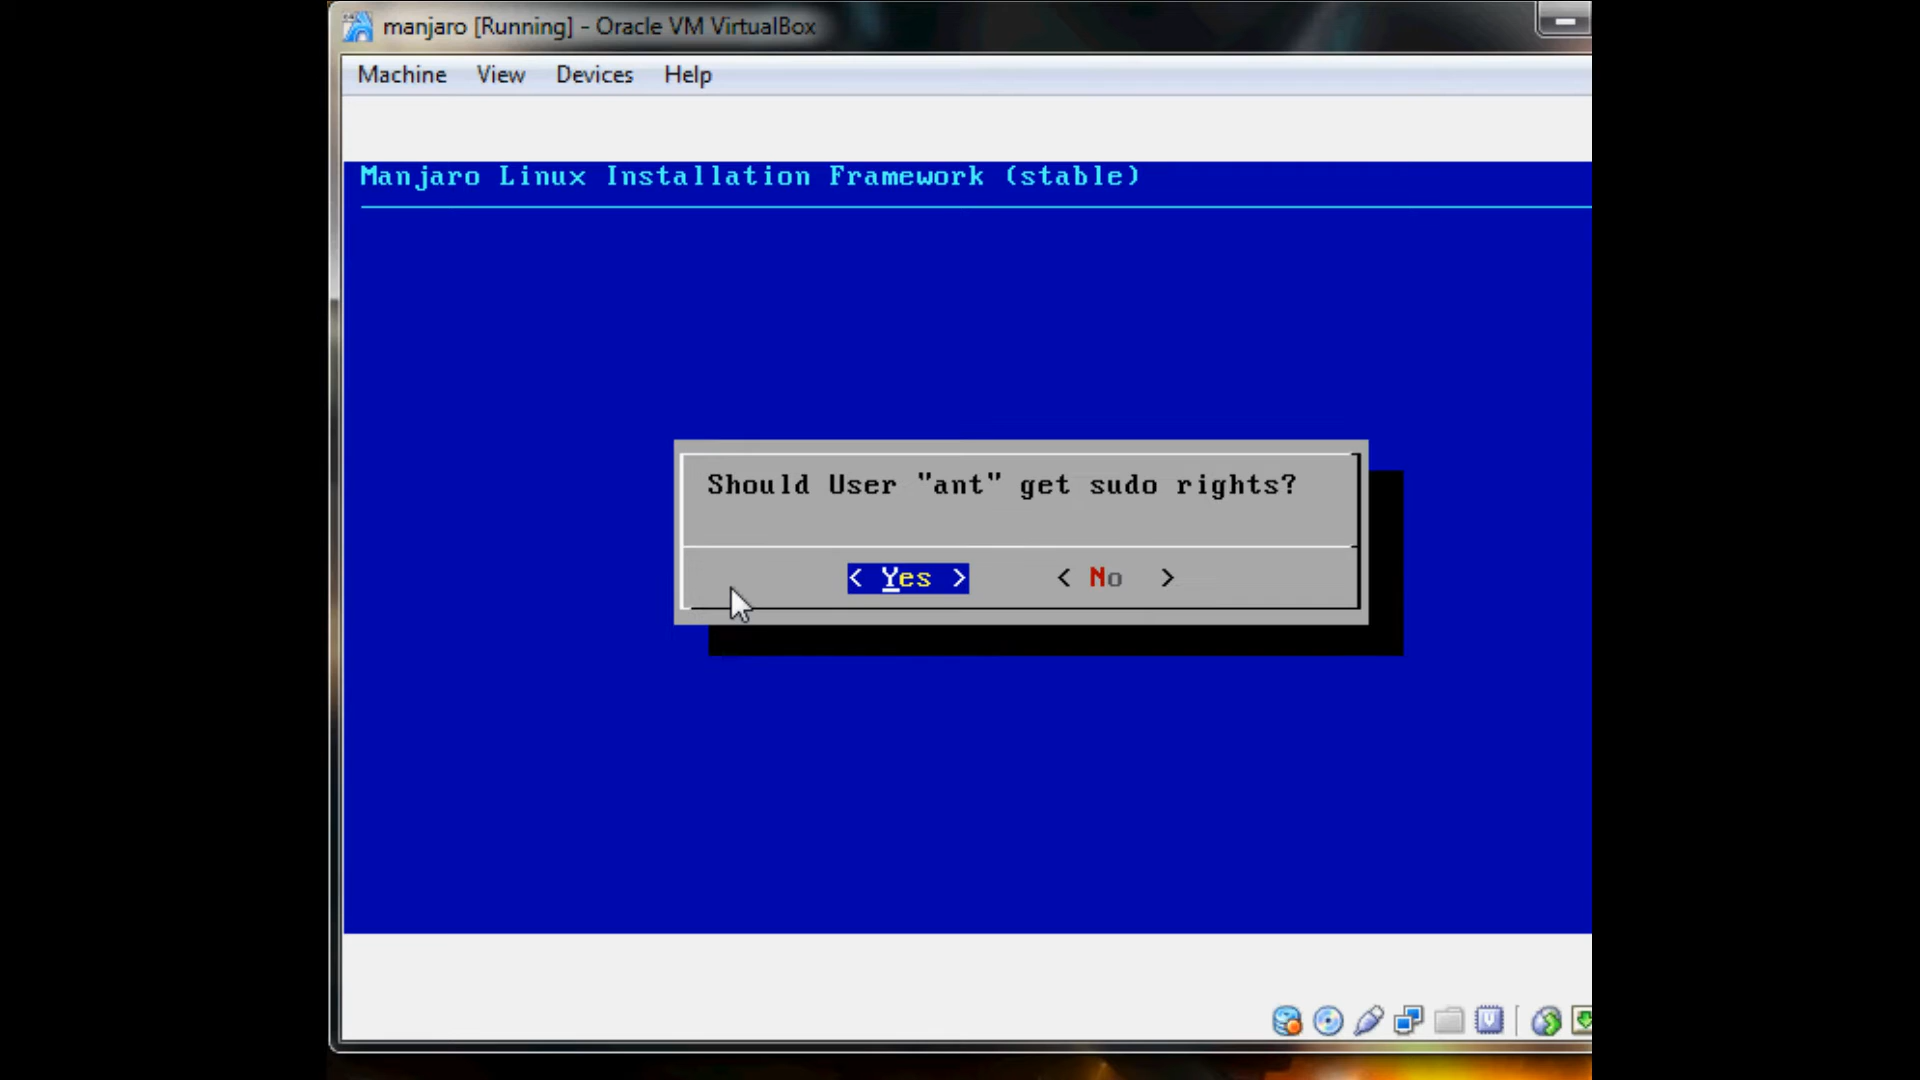 manjaro [Running] - Oracle VM VirtualBox
Machine View Devices Help
Manjaro Linux Installation Framework (stable)
Should User "ant" get sudo rights?
< Yes > < No >